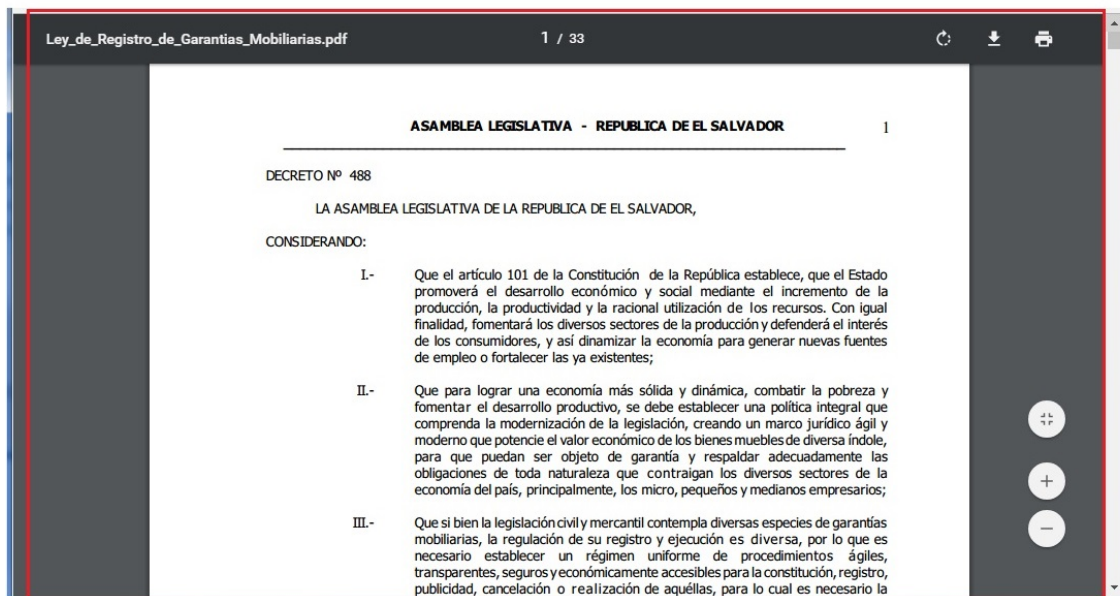 Ley_de_Registro_de_Garantias_Mobiliarias.pdf
1 / 33
ASAMBLEA LEGISLATIVA - REPUBLICA DE EL SALVADOR
1
DECRETO Nº 488
LA ASAMBLEA LEGISLATIVA DE LA REPUBLICA DE EL SALVADOR,
CONSIDERANDO:
I.- Que el artículo 101 de la Constitución de la República establece, que el Estado
promoverá el desarrollo económico y social mediante el incremento de la
producción, la productividad y la racional utilización de los recursos. Con igual
finalidad, fomentará los diversos sectores de la producción y defenderá el interés
de los consumidores, y así dinamizar la economía para generar nuevas fuentes
de empleo o fortalecer las ya existentes;
II.- Que para lograr una economía más sólida y dinámica, combatir la pobreza y
fomentar el desarrollo productivo, se debe establecer una política integral que
comprenda la modernización de la legislación, creando un marco jurídico ágil y
moderno que potencie el valor económico de los bienes muebles de diversa índole,
para que puedan ser objeto de garantía y respaldar adecuadamente las
obligaciones de toda naturaleza que contraigan los diversos sectores de la
economía del país, principalmente, los micro, pequeños y medianos empresarios;
III.- Que si bien la legislación civil y mercantil contempla diversas especies de garantías
mobiliarias, la regulación de su registro y ejecución es diversa, por lo que es
necesario establecer un régimen uniforme de procedimientos ágiles,
transparentes, seguros y económicamente accesibles para la constitución, registro,
publicidad, cancelación o realización de aquéllas, para lo cual es necesario la